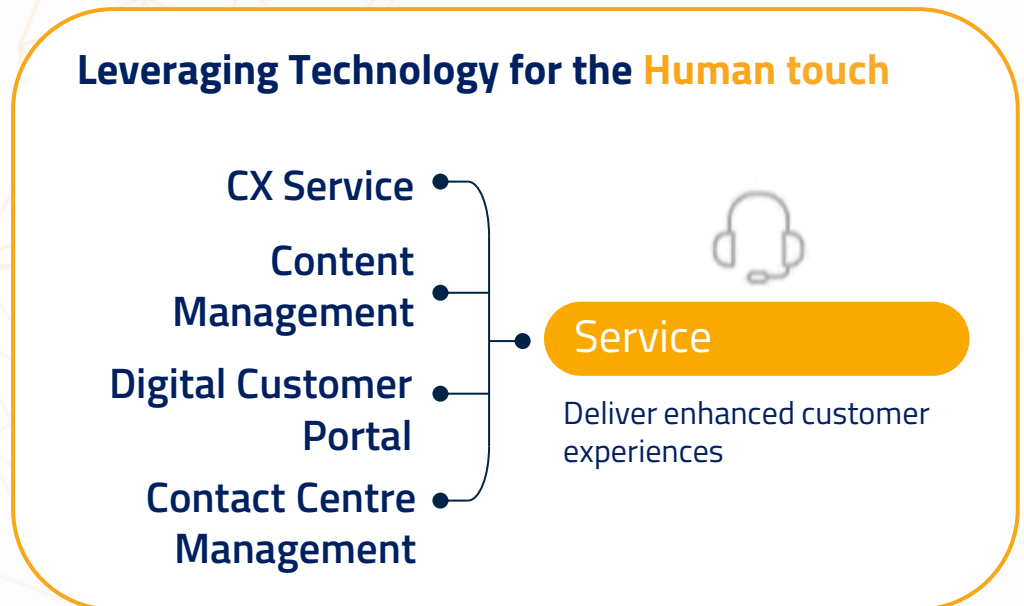 Leveraging Technology for the Human touch
CX Service
Content
Management
Digital Customer
Portal
Contact Centre
Management
Service
Deliver enhanced customer
experiences